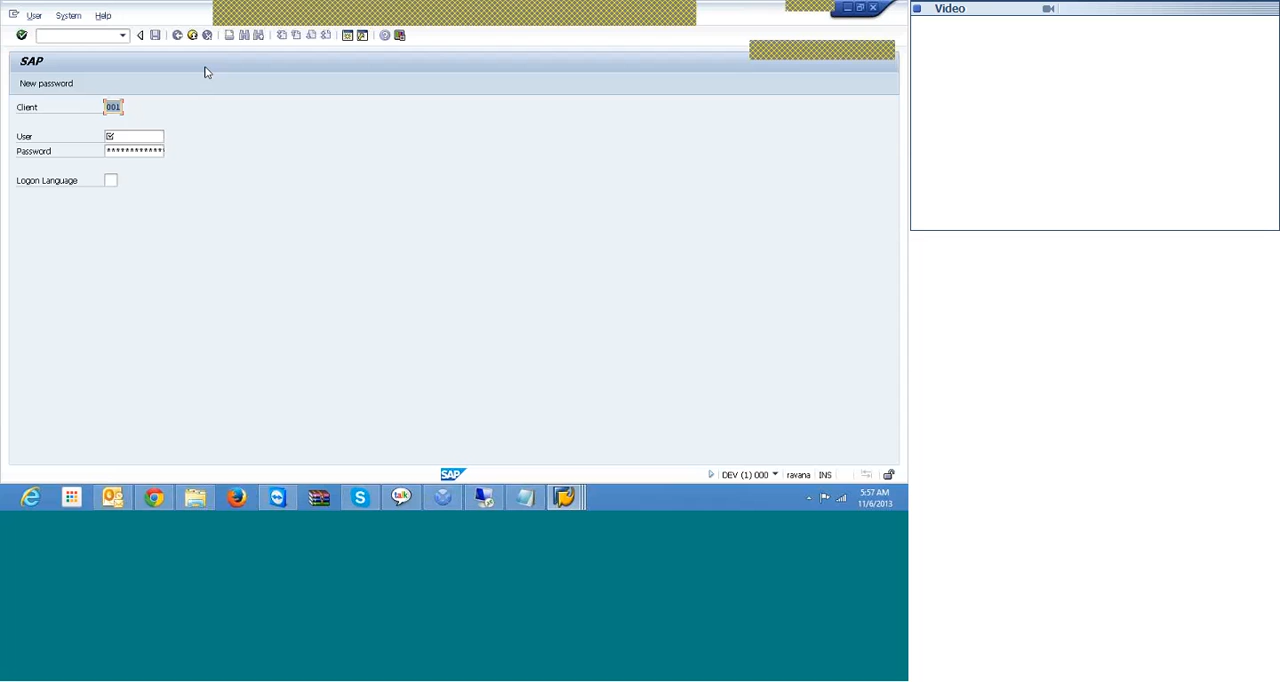 User System Help
Video
SAP
New password
Client 001
User
Password ************
Logon Language
SAP
DEV (1) 000 ravana INS
talk
5:57 AM
11/6/2013